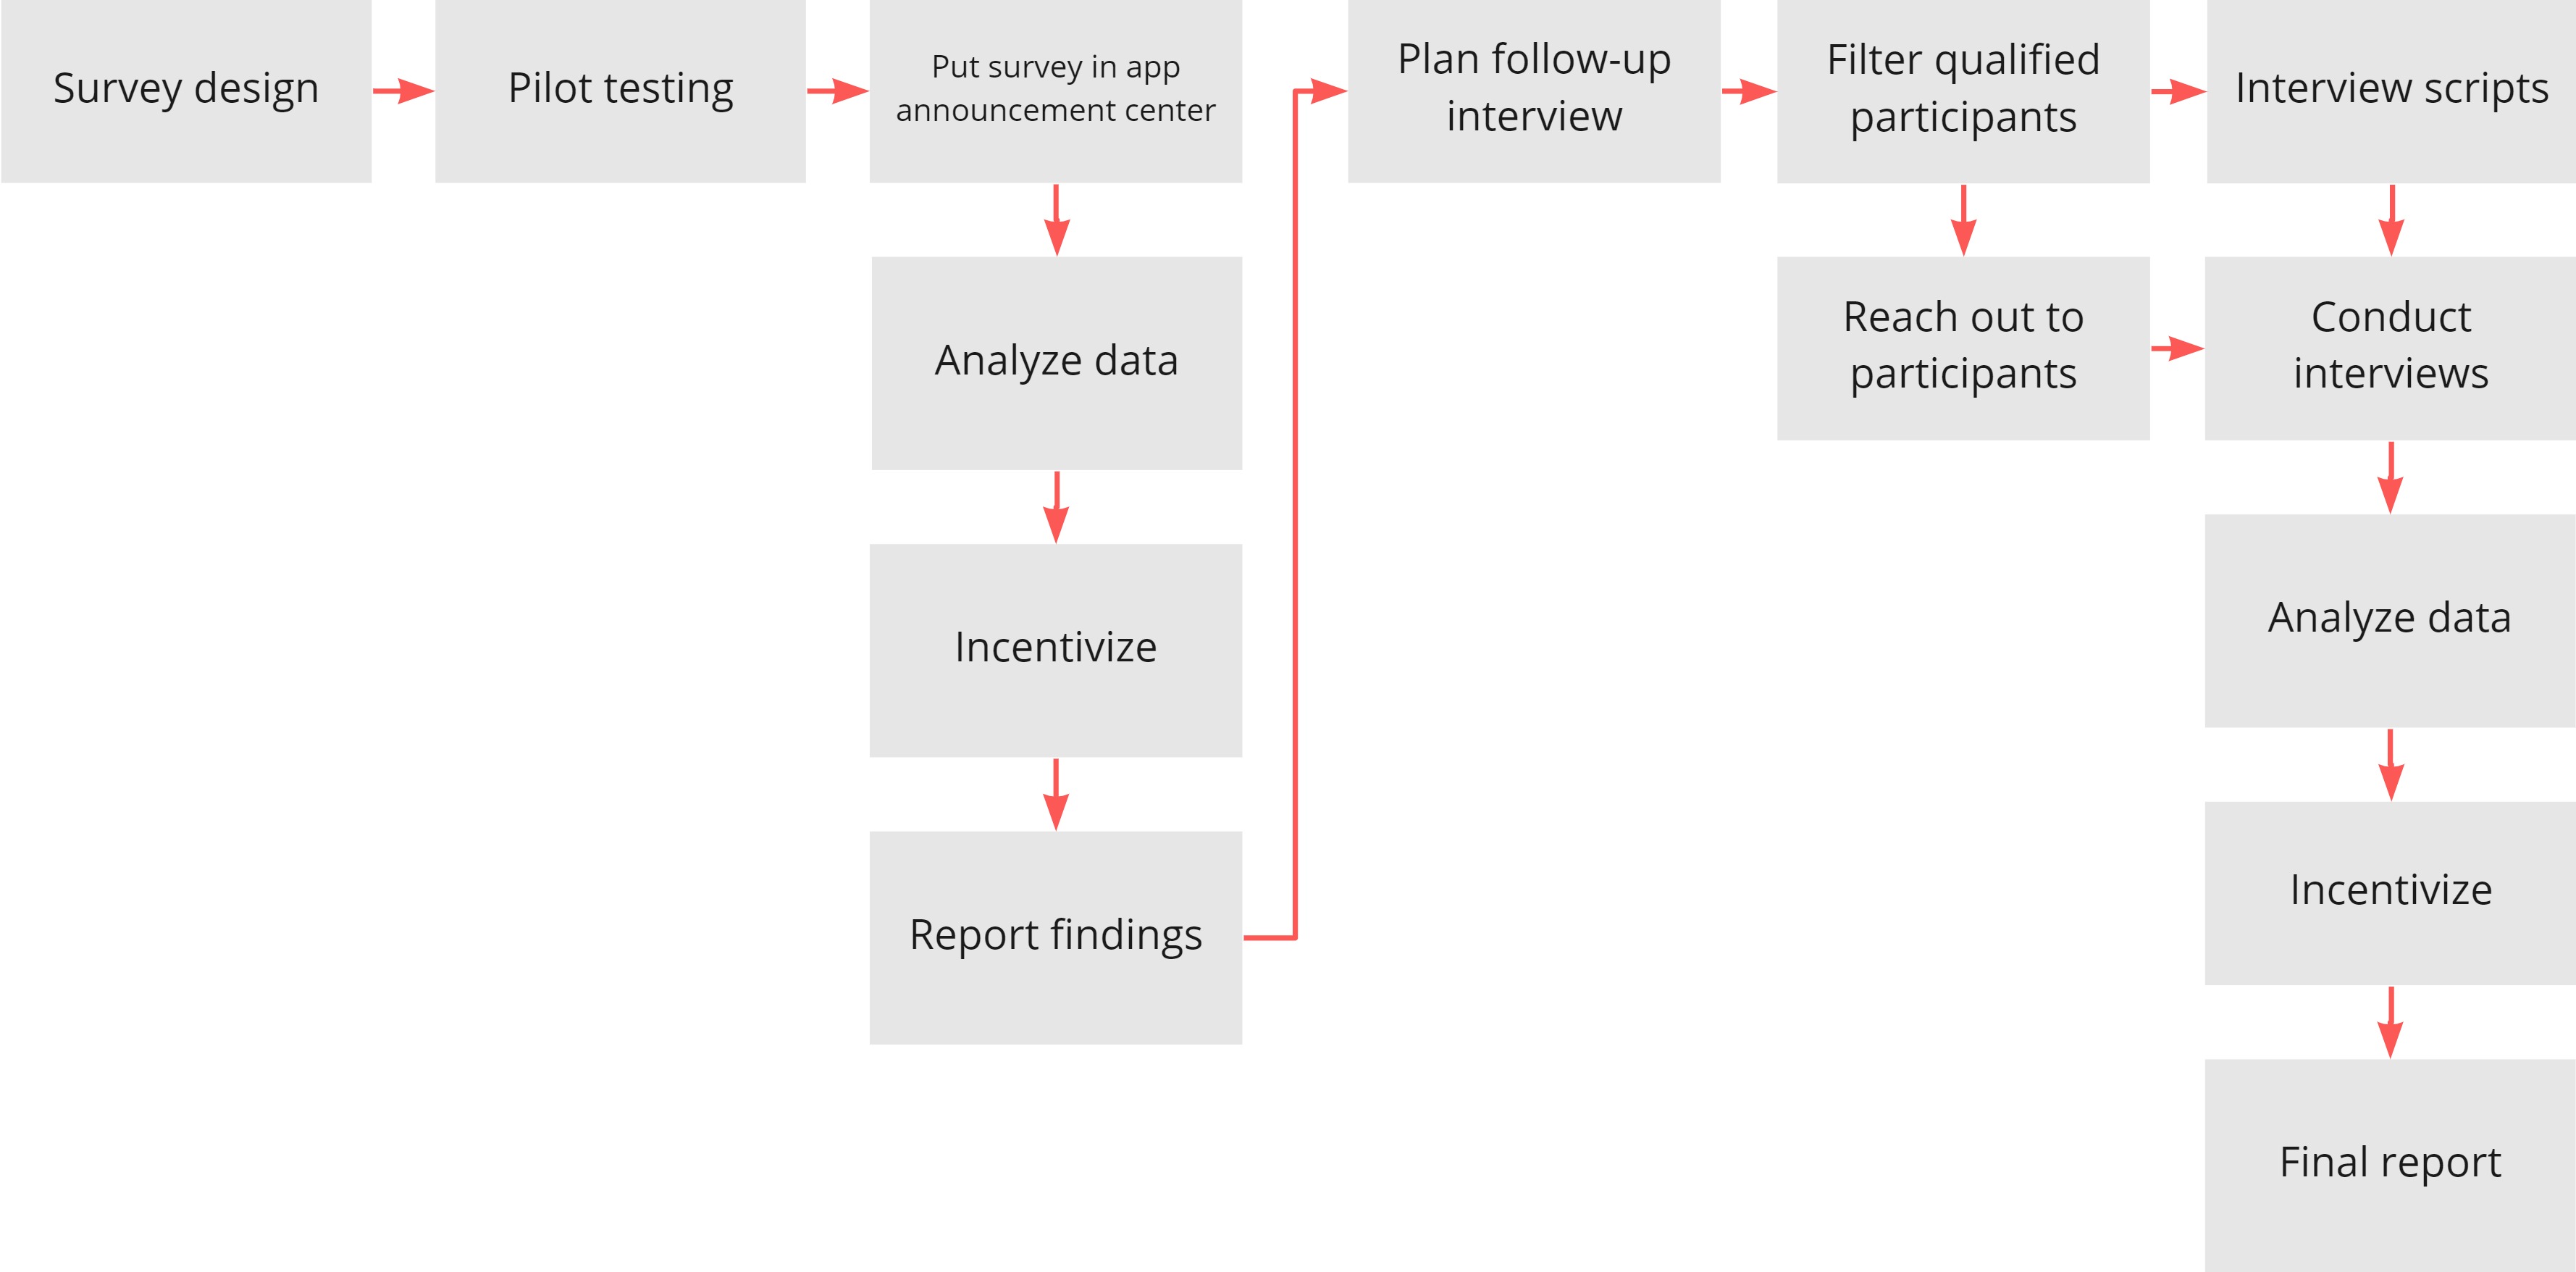 Survey design
Pilot testing
Put survey in app
announcement center
Analyze data
Incentivize
Report findings
Plan follow-up
interview
Filter qualified
participants
Interview scripts
Reach out to
participants
Conduct
interviews
Analyze data
Incentivize
Final report